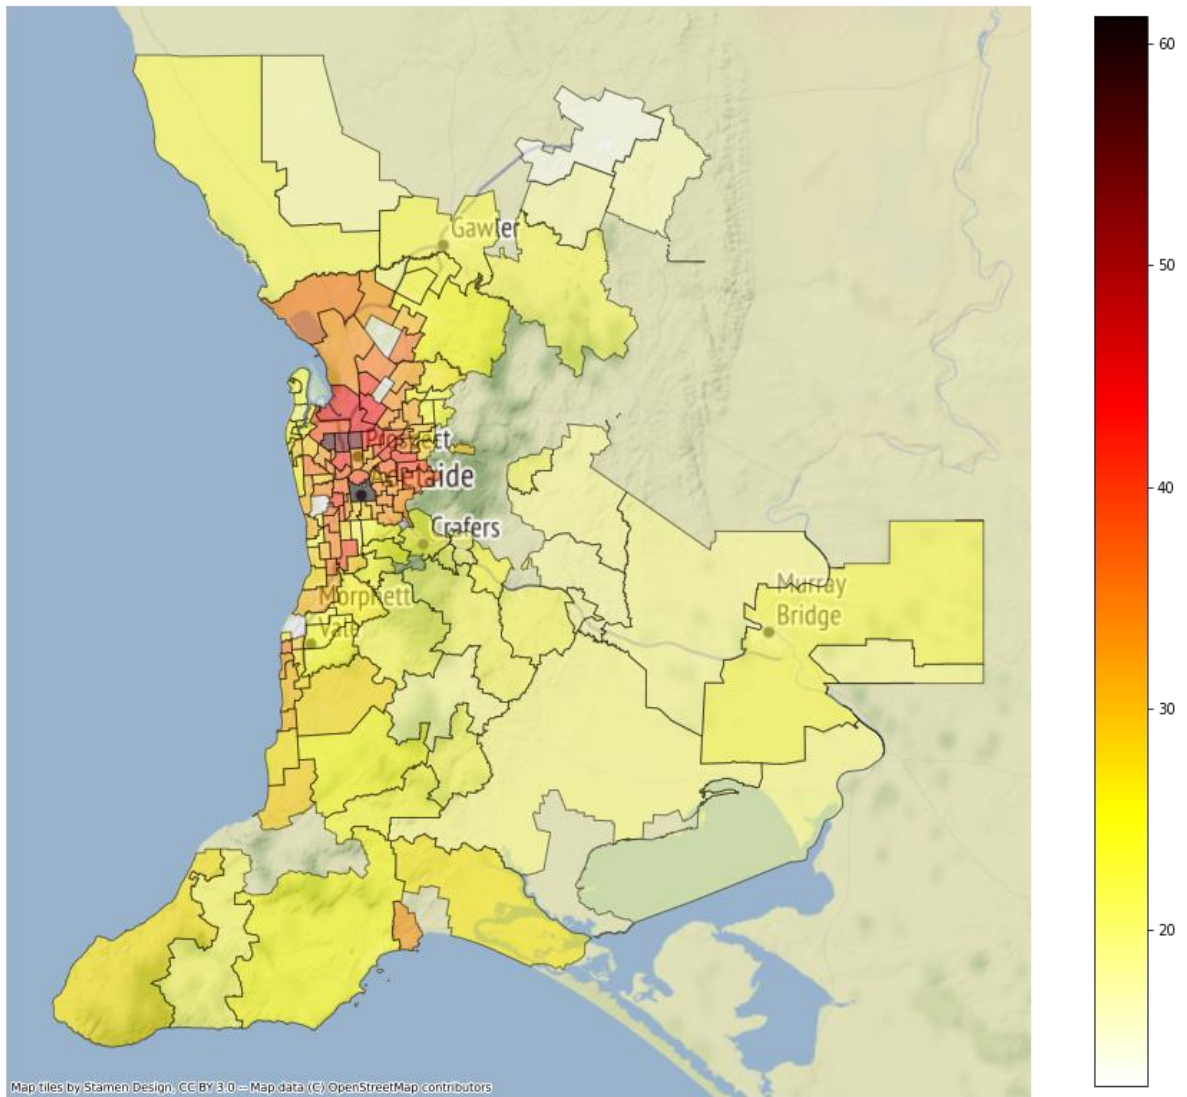 60
Gawler
50
Prospect
Adelaide
40
Crafers
Murray
Morphett
Bridge
Vale
30
20
Map tiles by Stamen Design, CC BY 3.0 -- Map data (C) OpenStreetMap contributors